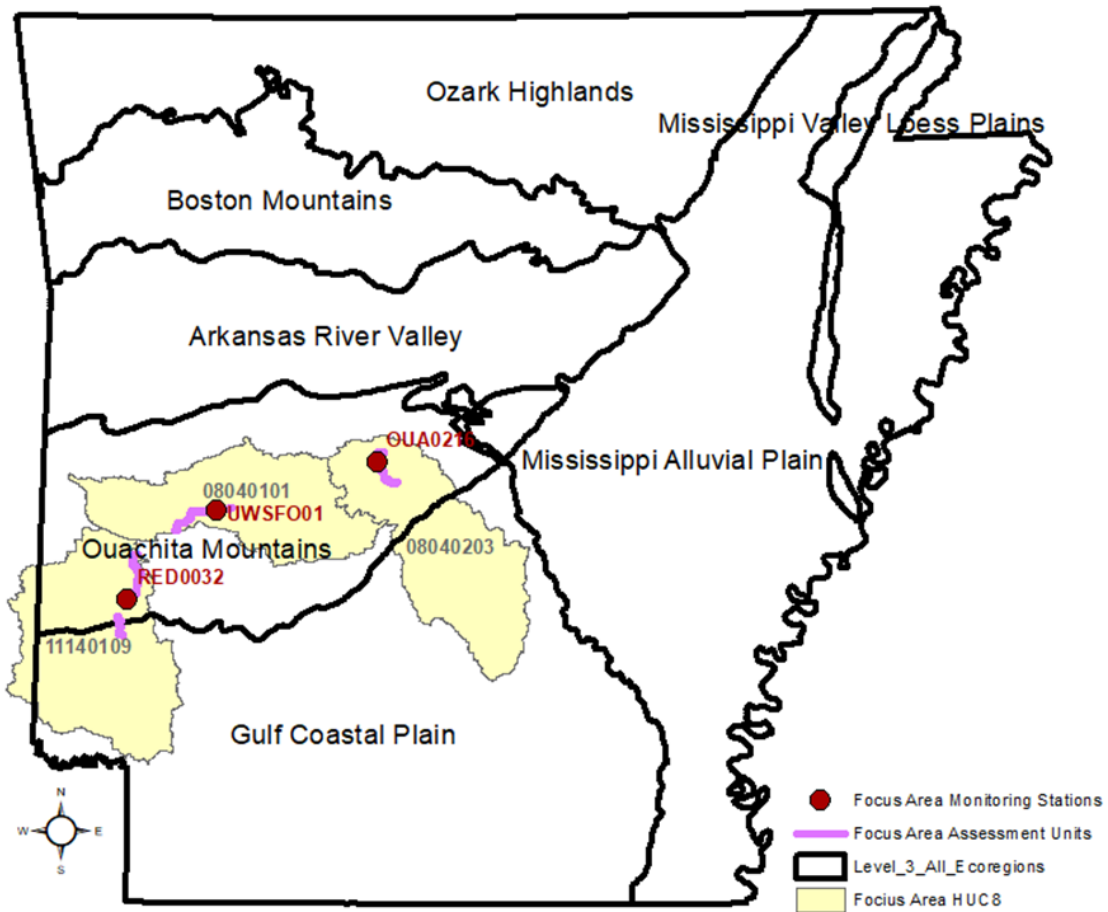 Ozark Highlands
Mississippi Valley Loess Plains
Boston Mountains
Arkansas River Valley
OUA0216
Mississippi Alluvial Plain
08040101
UWSFO01
Ouachita Mountains
08040203
RED0032
11140109
Gulf Coastal Plain
N
W
E
S
Focus Area Monitoring Stations
Focus Area Assessment Units
Level_3_All_Ecoregions
Focius Area HUC8